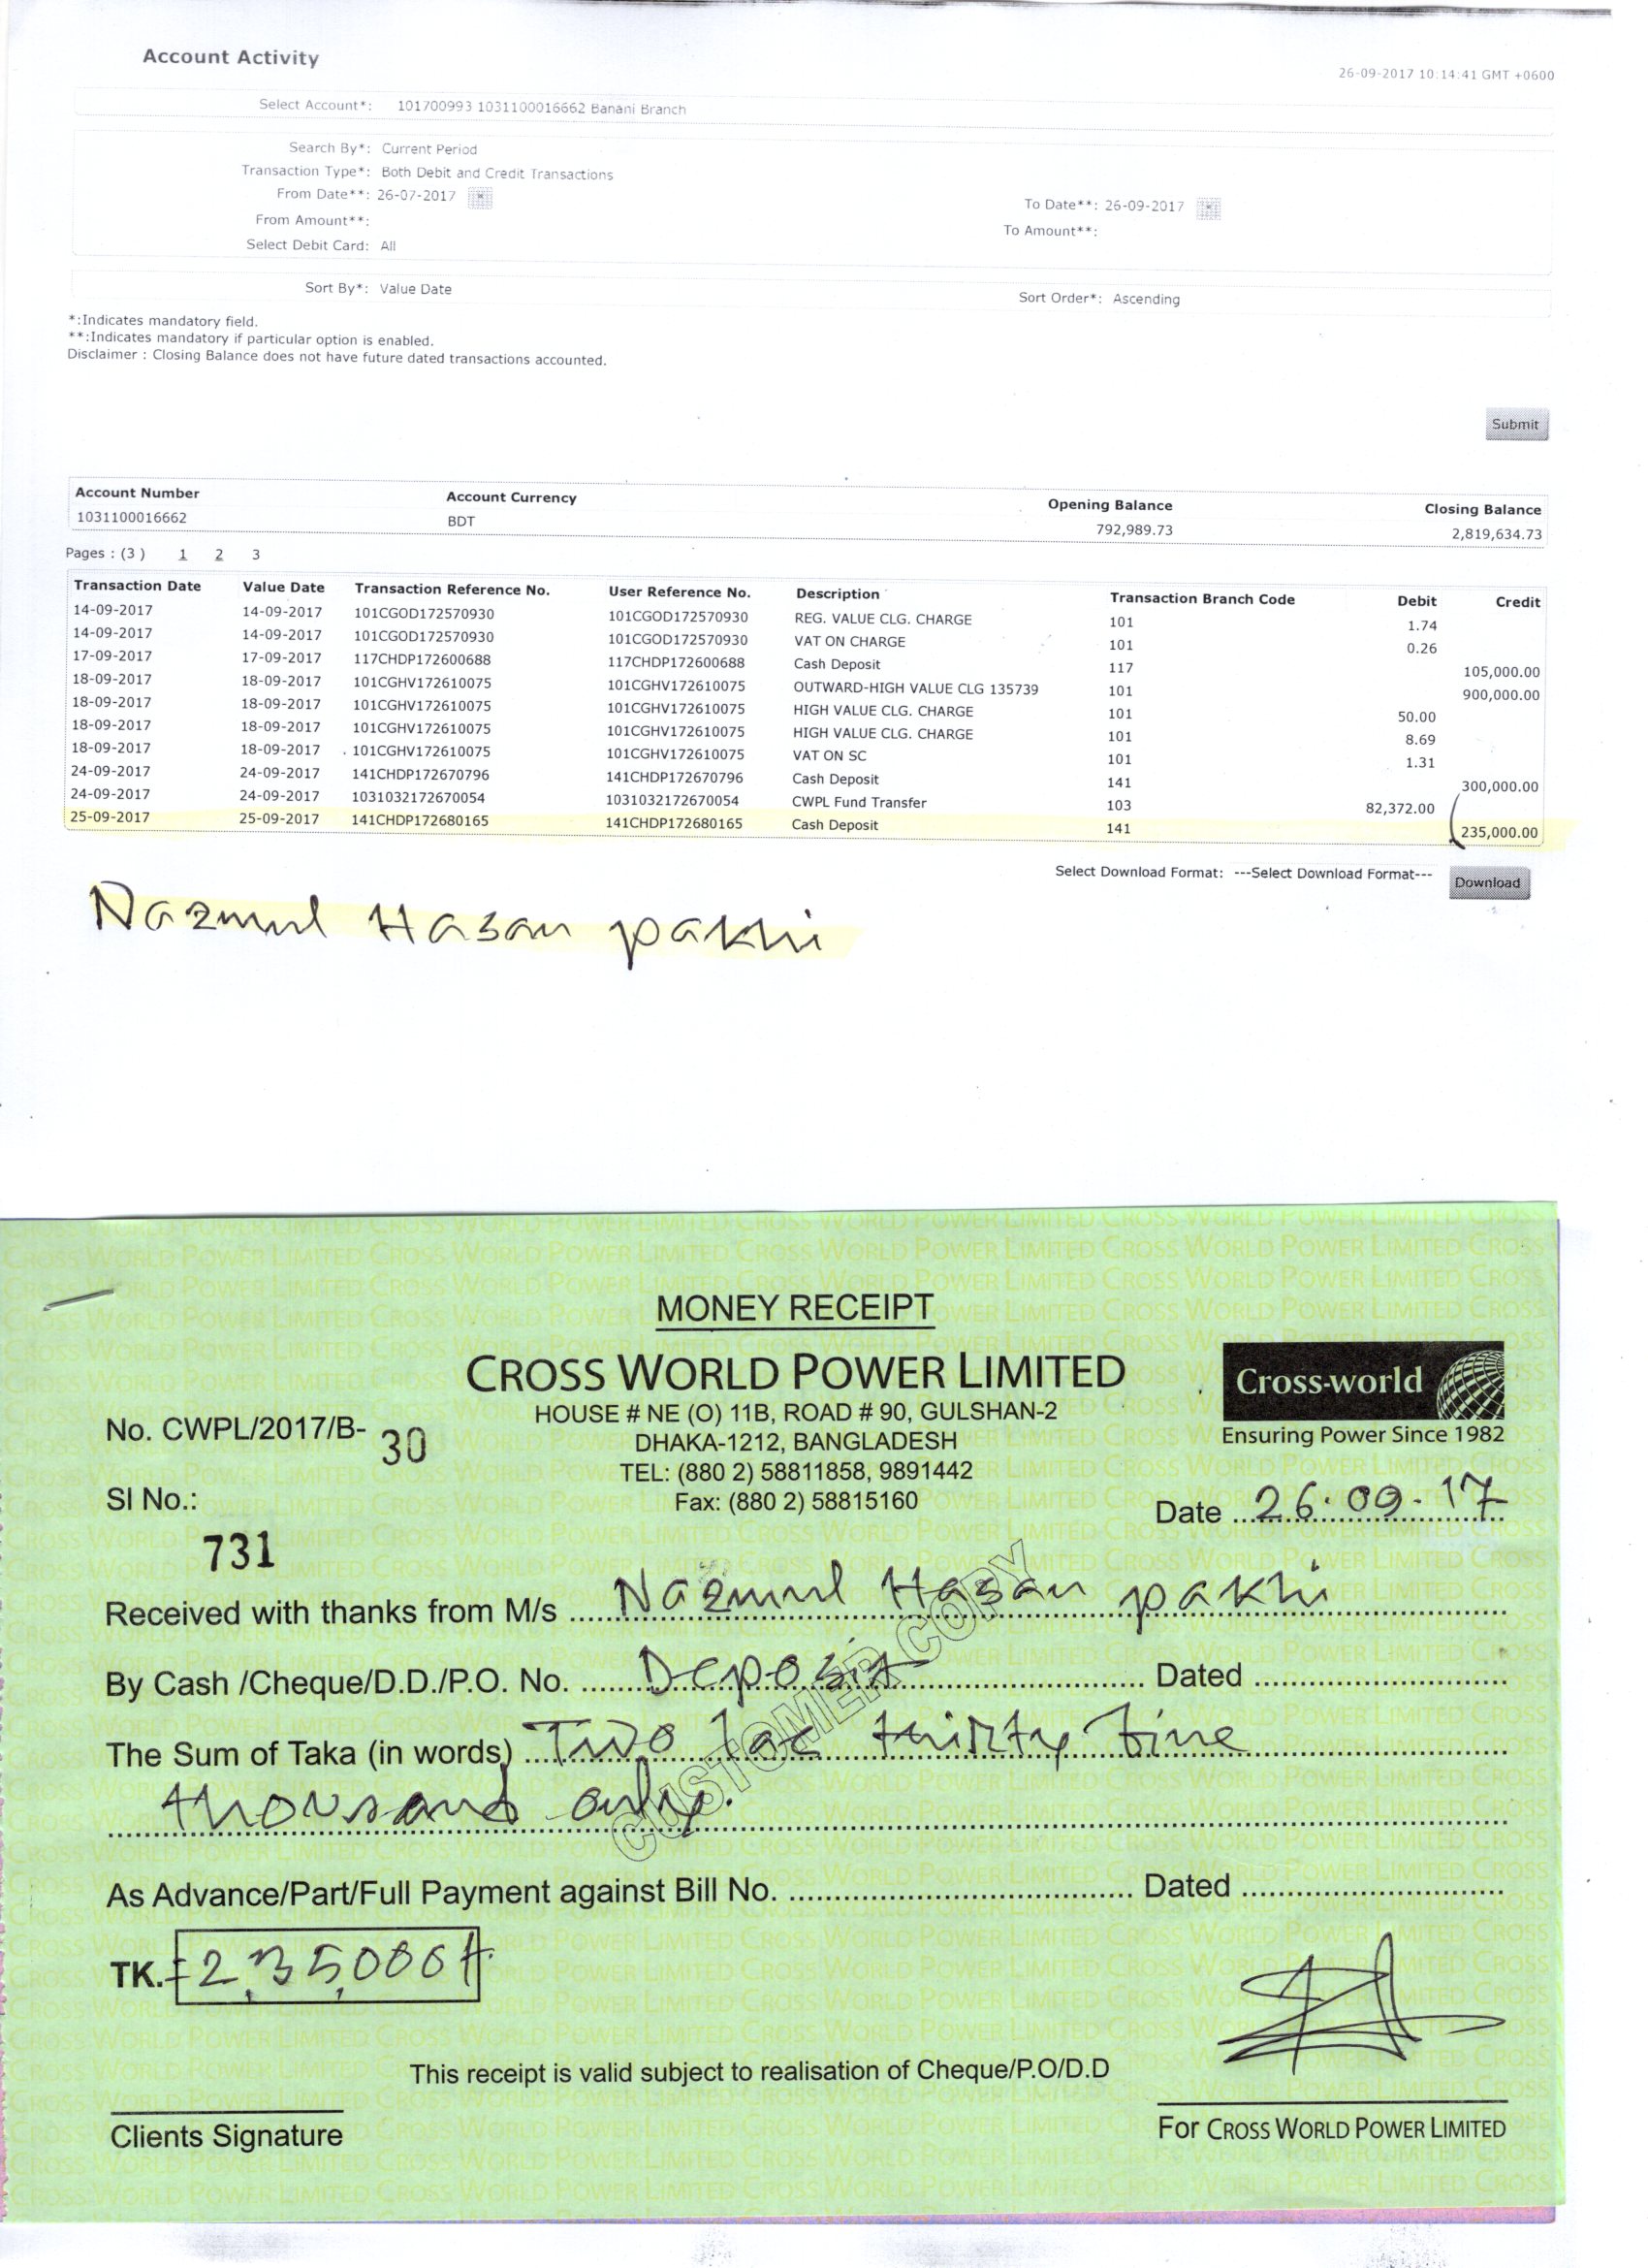 Account Activity
26-09-2017 10:14:41 GMT +0600
Select Account*: 101700993 1031100016662 Banani Branch
Search By*: Current Period
Transaction Type*: Both Debit and Credit Transactions
From Date**: 26-07-2017 To Date**: 26-09-2017
From Amount**: To Amount**:
Select Debit Card: All
Sort By*: Value Date Sort Order*: Ascending
*:Indicates mandatory field.
**:Indicates mandatory if particular option is enabled.
Disclaimer : Closing Balance does not have future dated transactions accounted.
Submit
Account Number Account Currency Opening Balance Closing Balance
1031100016662 BDT 792,989.73 2,819,634.73
Pages : (3 ) 1 2 3
Transaction Date Value Date Transaction Reference No. User Reference No. Description Transaction Branch Code Debit Credit
14-09-2017 14-09-2017 101CGOD172570930 101CGOD172570930 REG. VALUE CLG. CHARGE 101 1.74
14-09-2017 14-09-2017 101CGOD172570930 101CGOD172570930 VAT ON CHARGE 101 0.26
17-09-2017 17-09-2017 117CHDP172600688 117CHDP172600688 Cash Deposit 117 105,000.00
18-09-2017 18-09-2017 101CGHV172610075 101CGHV172610075 OUTWARD-HIGH VALUE CLG 135739 101 900,000.00
18-09-2017 18-09-2017 101CGHV172610075 101CGHV172610075 HIGH VALUE CLG. CHARGE 101 50.00
18-09-2017 18-09-2017 101CGHV172610075 101CGHV172610075 HIGH VALUE CLG. CHARGE 101 8.69
18-09-2017 18-09-2017 101CGHV172610075 101CGHV172610075 VAT ON SC 101 1.31
24-09-2017 24-09-2017 141CHDP172670796 141CHDP172670796 Cash Deposit 141 300,000.00
24-09-2017 24-09-2017 1031032172670054 1031032172670054 CWPL Fund Transfer 103 82,372.00
25-09-2017 25-09-2017 141CHDP172680165 141CHDP172680165 Cash Deposit 141 235,000.00
Select Download Format: ---Select Download Format--- Download
Nazmul Hasan pakhi
MONEY RECEIPT
CROSS WORLD POWER LIMITED
Cross-world
Ensuring Power Since 1982
HOUSE # NE (O) 11B, ROAD # 90, GULSHAN-2
No. CWPL/2017/B- 30
DHAKA-1212, BANGLADESH
TEL: (880 2) 58811858, 9891442
Sl No.: 731
Fax: (880 2) 58815160
Date 26.09.17
Received with thanks from M/s Nazmul Hasan pakhi
By Cash /Cheque/D.D./P.O. No. Deposit Dated
The Sum of Taka (in words) Two lac thirty five
thousand only.
CUSTOMER COPY
As Advance/Part/Full Payment against Bill No. Dated
TK. =2,35,000/=
This receipt is valid subject to realisation of Cheque/P.O/D.D
Clients Signature
For CROSS WORLD POWER LIMITED